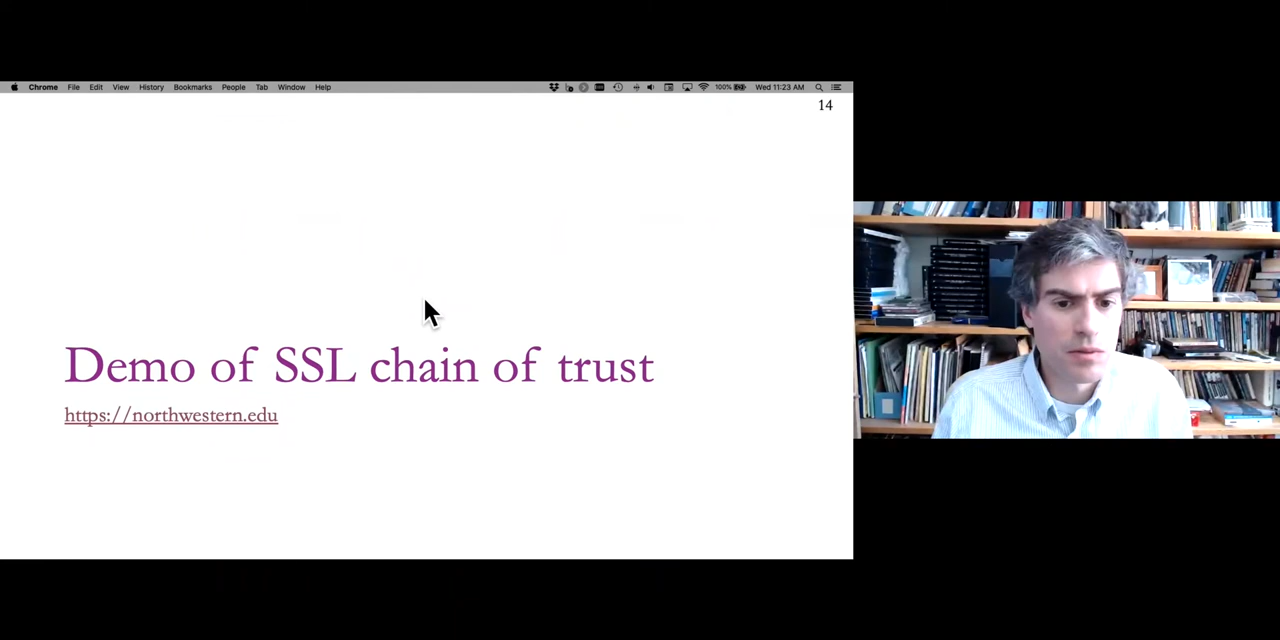 Chrome File Edit View History Bookmarks People Tab Window Help 100% Wed 11:23 AM
14
Demo of SSL chain of trust
https://northwestern.edu